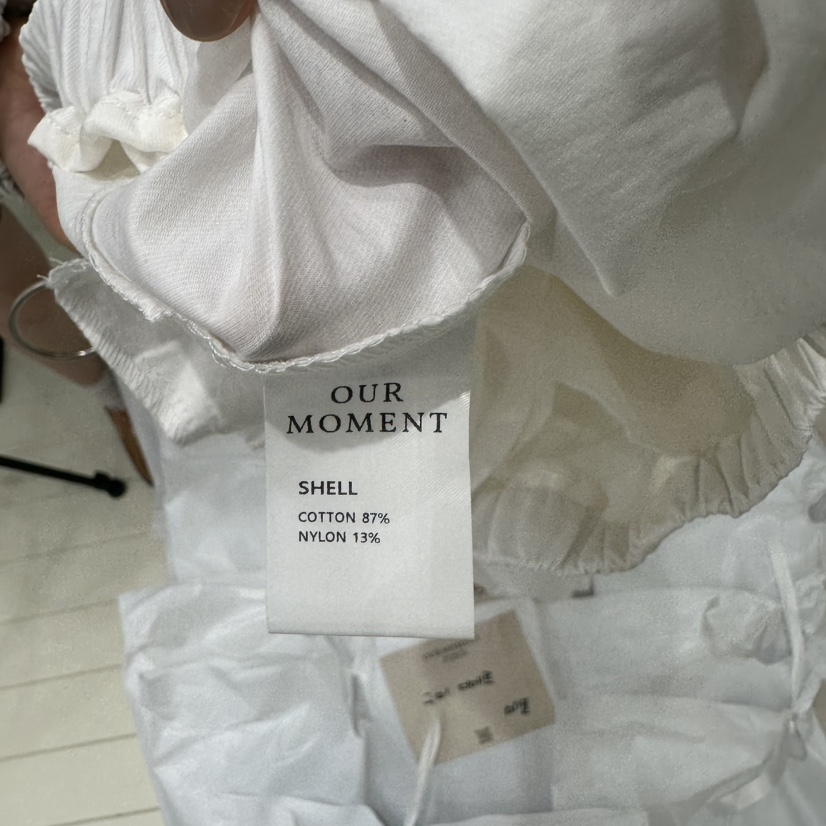 OUR
MOMENT
SHELL
COTTON 87%
NYLON 13%